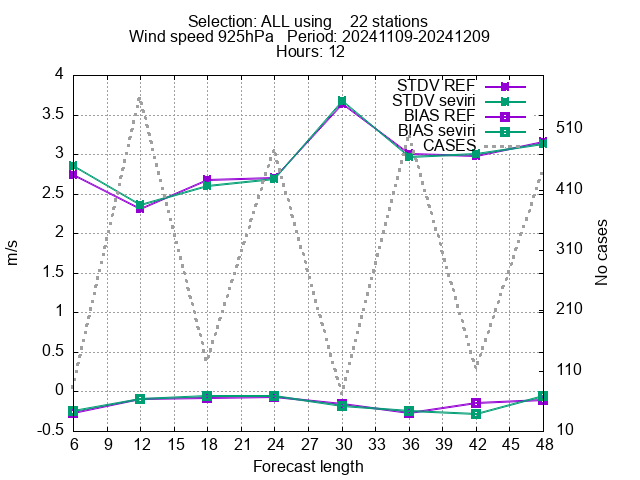 Selection: ALL using    22 stations
Wind speed 925hPa   Period: 20241109-20241209
Hours: 12
STDV REF
STDV seviri
BIAS REF
BIAS seviri
CASES
4
3.5
3
2.5
2
1.5
1
0.5
0
-0.5
m/s
510
410
310
210
110
10
No cases
6 9 12 15 18 21 24 27 30 33 36 39 42 45 48
Forecast length